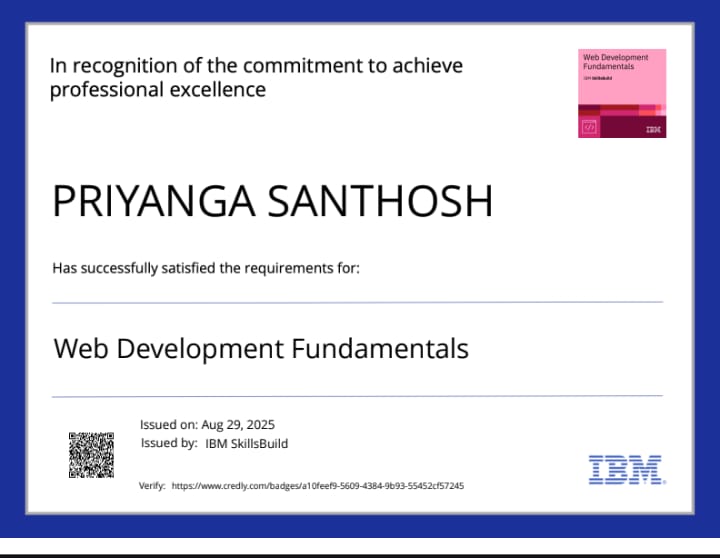 In recognition of the commitment to achieve
professional excellence
Web Development
Fundamentals
IBM SkillsBuild
</>
IBM
PRIYANGA SANTHOSH
Has successfully satisfied the requirements for:
Web Development Fundamentals
Issued on: Aug 29, 2025
Issued by: IBM SkillsBuild
Verify: https://www.credly.com/badges/a10feef9-5609-4384-9b93-55452cf57245
IBM.